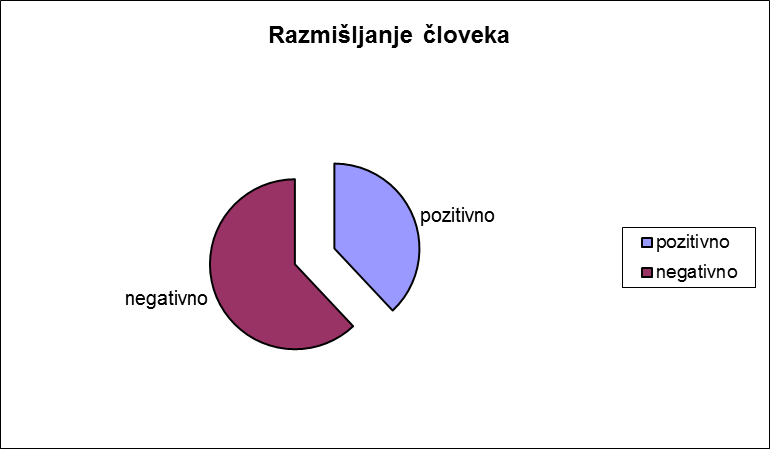 Razmišljanje človeka
pozitivno
negativno
pozitivno
negativno